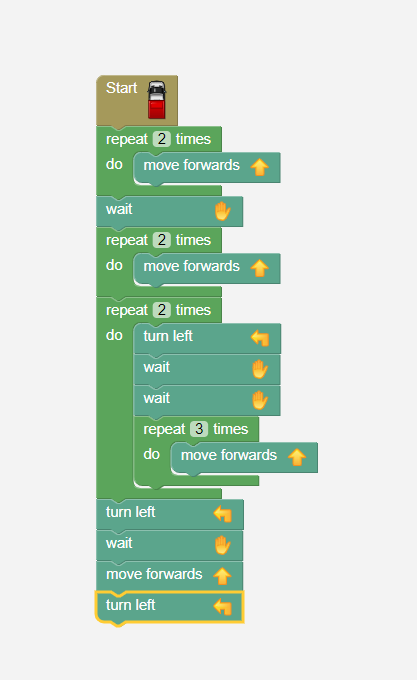 Start
repeat 2 times
do move forwards
wait
repeat 2 times
do move forwards
repeat 2 times
do turn left
wait
wait
repeat 3 times
do move forwards
turn left
wait
move forwards
turn left